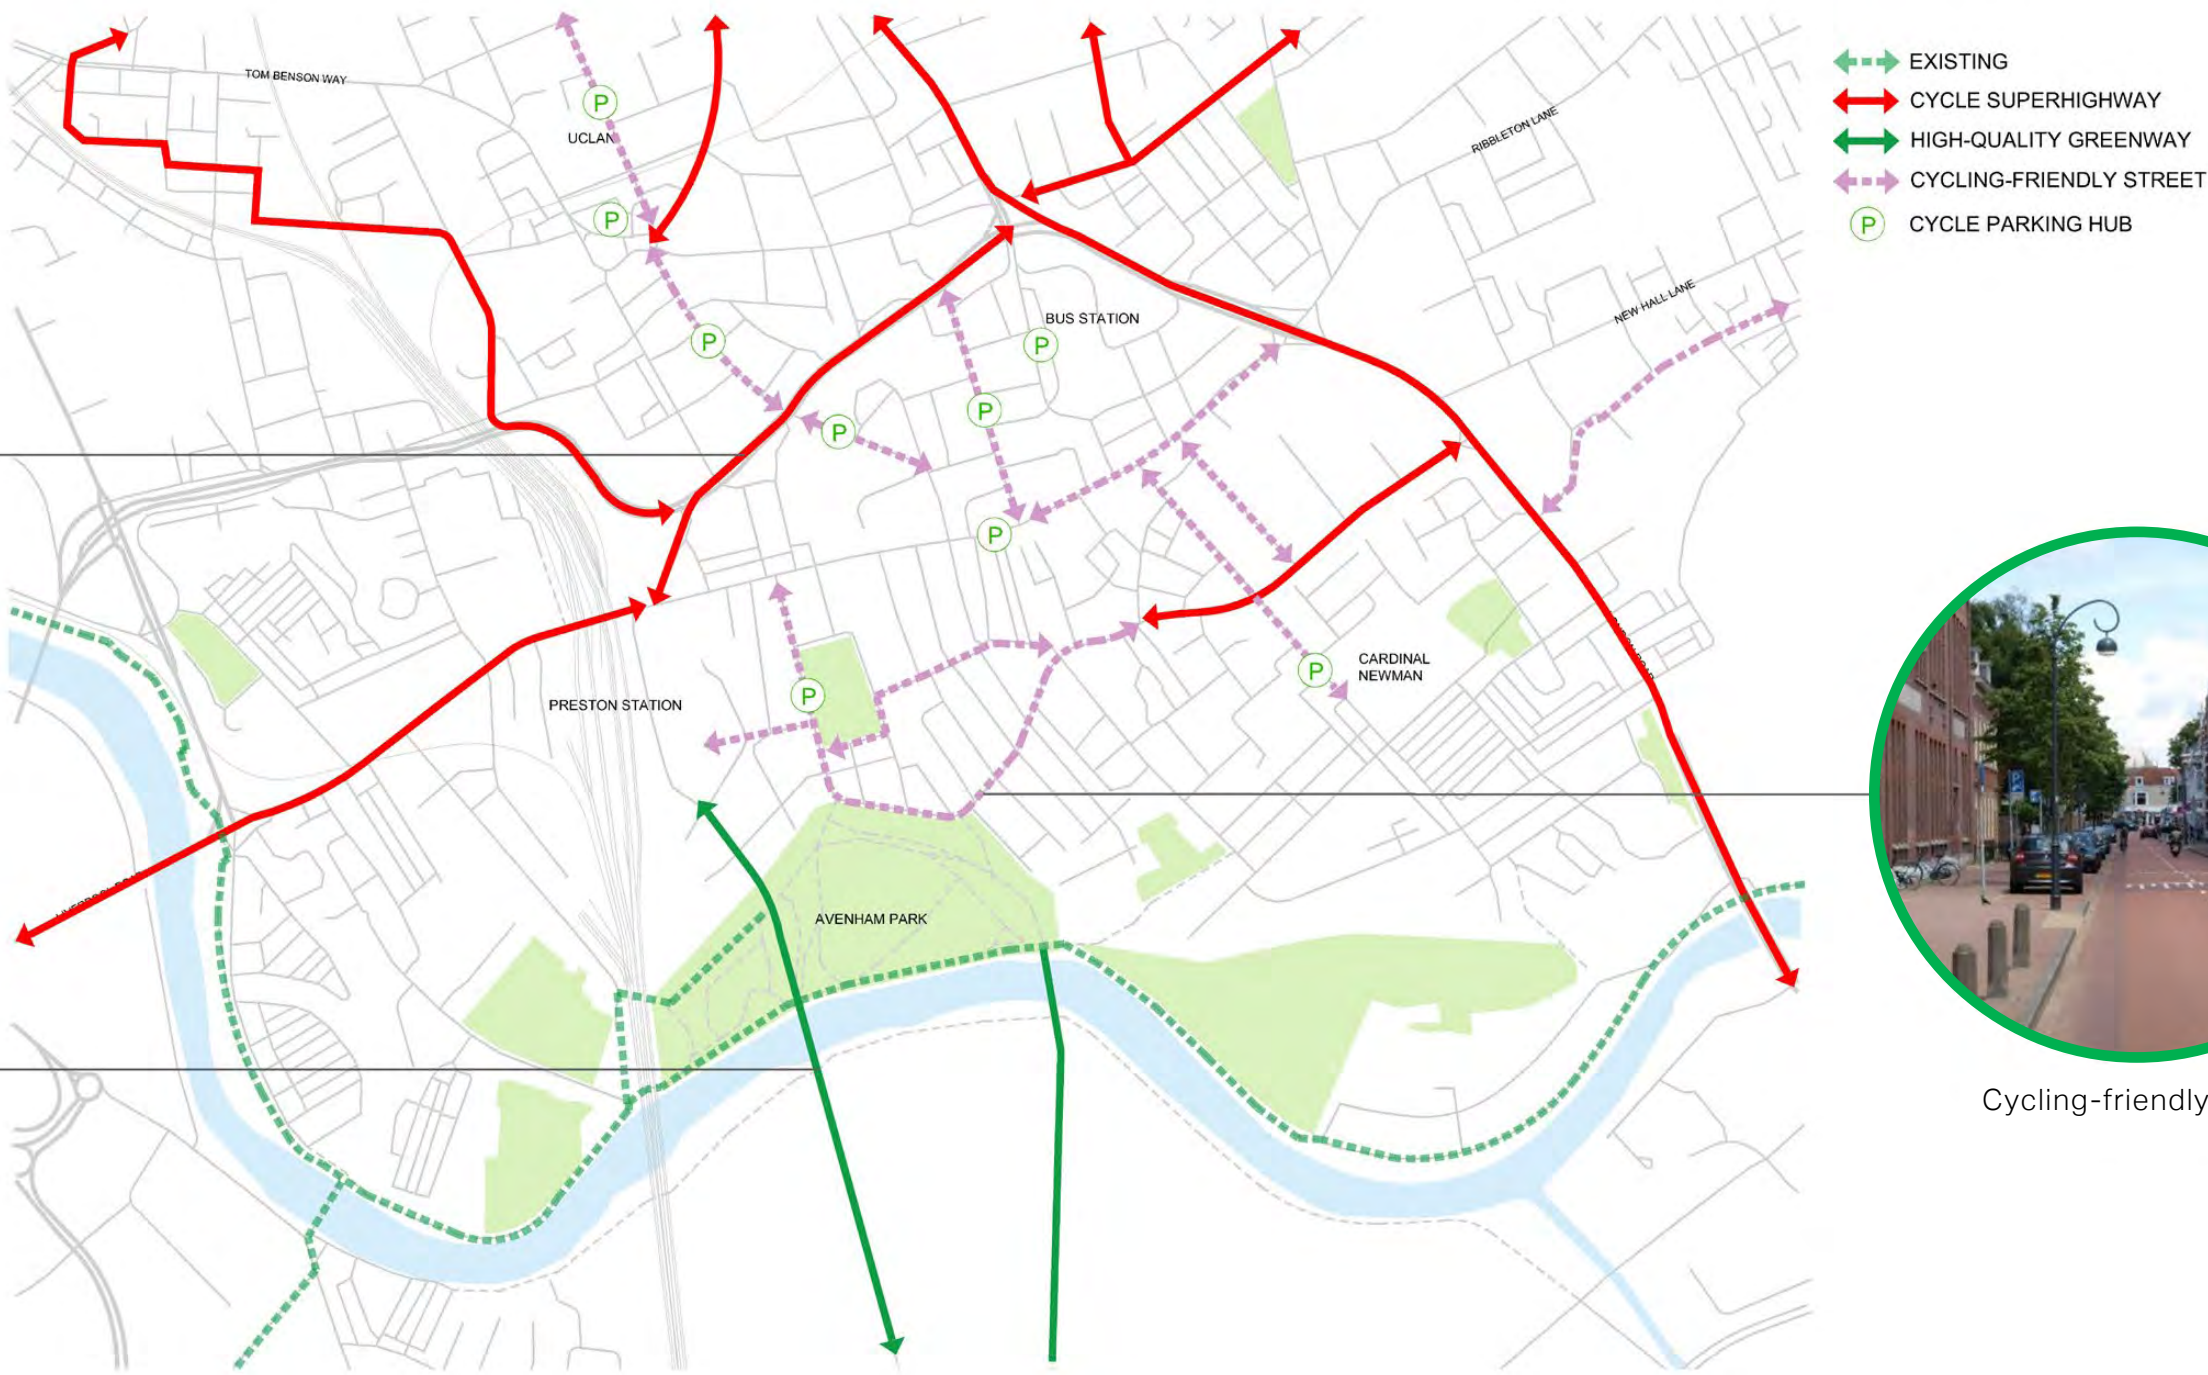 EXISTING
CYCLE SUPERHIGHWAY
HIGH-QUALITY GREENWAY
CYCLING-FRIENDLY STREET
P CYCLE PARKING HUB
TOM BENSON WAY
P
UCLAN
RIBBLETON LANE
P
NEW HALL LANE
BUS STATION
P
P
P
P
P
CARDINAL
NEWMAN
P
P
PRESTON STATION
AVENHAM PARK
P
Cycling-friendly